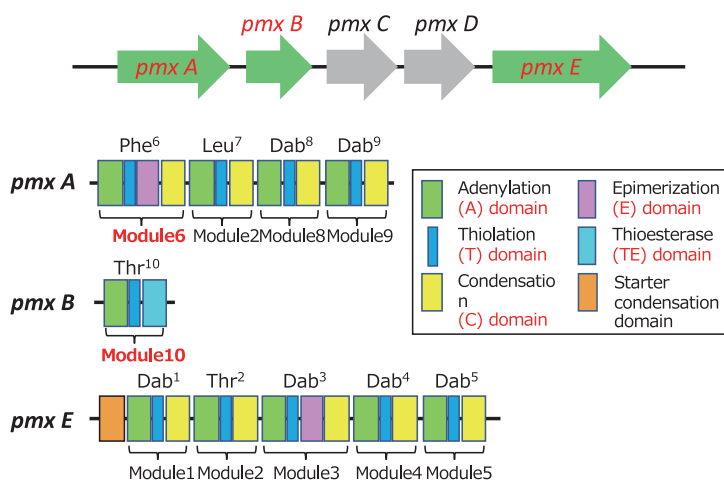 pmx A
pmx B
pmx C
pmx D
pmx E
pmx A
Phe⁶
Leu⁷
Dab⁸
Dab⁹
Module6
Module2
Module8
Module9
pmx B
Thr¹⁰
Module10
pmx E
Dab¹
Thr²
Dab³
Dab⁴
Dab⁵
Module1
Module2
Module3
Module4
Module5
Adenylation
(A) domain
Thiolation
(T) domain
Condensatio
n
(C) domain
Epimerization
(E) domain
Thioesterase
(TE) domain
Starter
condensation
domain